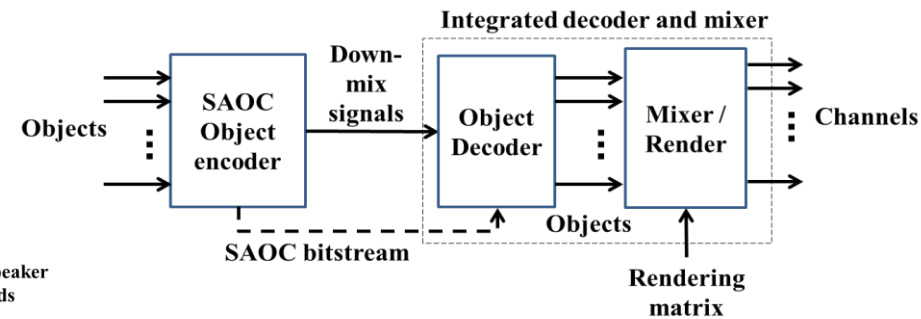 Integrated decoder and mixer
Down-
mix
signals
Objects
SAOC
Object
encoder
Object
Decoder
Mixer /
Render
Channels
Objects
SAOC bitstream
Rendering
matrix